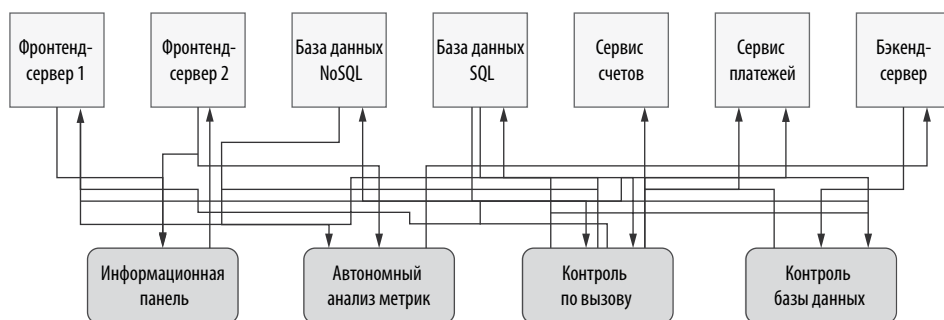 Фронтенд-
сервер 1
Фронтенд-
сервер 2
База данных
NoSQL
База данных
SQL
Сервис
счетов
Сервис
платежей
Бэкенд-
сервер
Информационная
панель
Автономный
анализ метрик
Контроль
по вызову
Контроль
базы данных